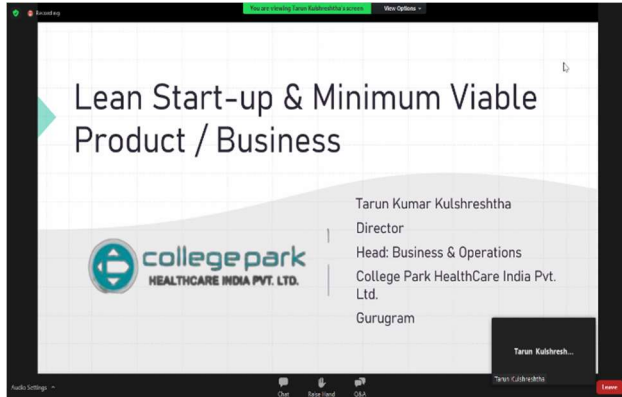 Recording
You are viewing Tarun Kulshreshtha's screen
View Options
Lean Start-up & Minimum Viable
Product / Business
Tarun Kumar Kulshreshtha
Director
Head: Business & Operations
College Park HealthCare India Pvt.
Ltd.
Gurugram
college park
HEALTHCARE INDIA PVT. LTD.
Tarun Kulshresh...
Tarun Kulshreshtha
Audio Settings
Chat
Raise Hand
Q&A
Leave